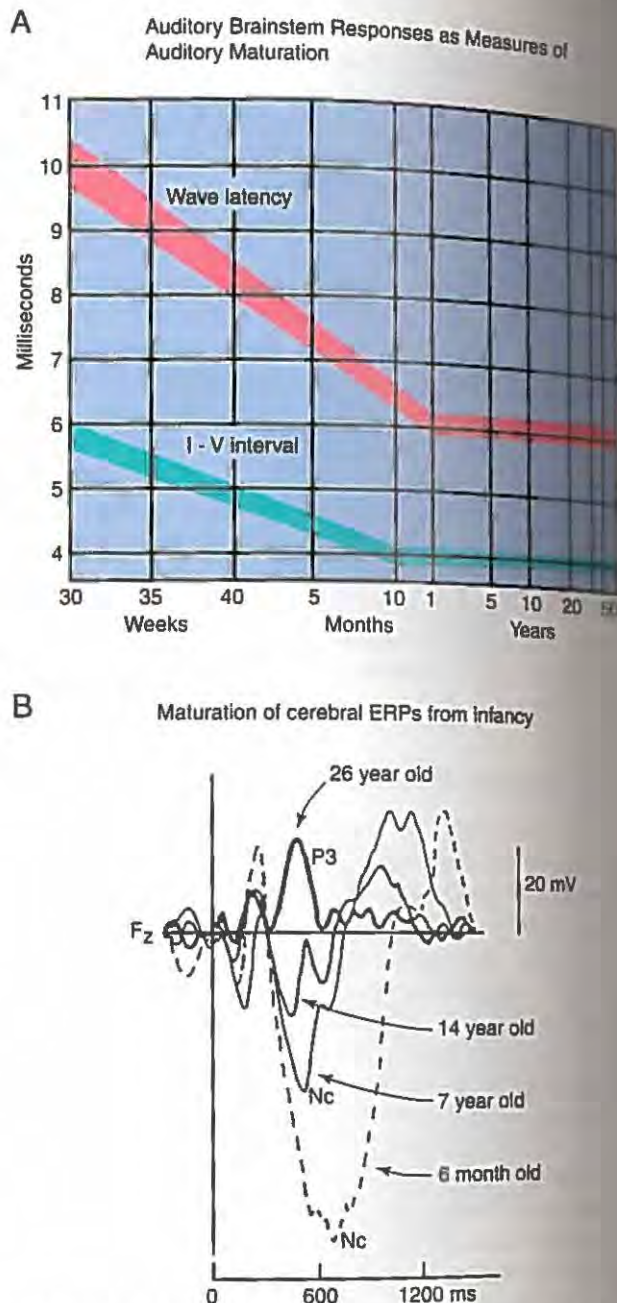 A
Auditory Brainstem Responses as Measures of
Auditory Maturation
11
10
9
8
7
6
5
4
Milliseconds
Wave latency
I - V interval
30 35 40 5 10 1 5 10 20 50
Weeks Months Years
B
Maturation of cerebral ERPs from infancy
26 year old
P3
20 mV
Fz
14 year old
Nc
7 year old
6 month old
Nc
0 600 1200 ms